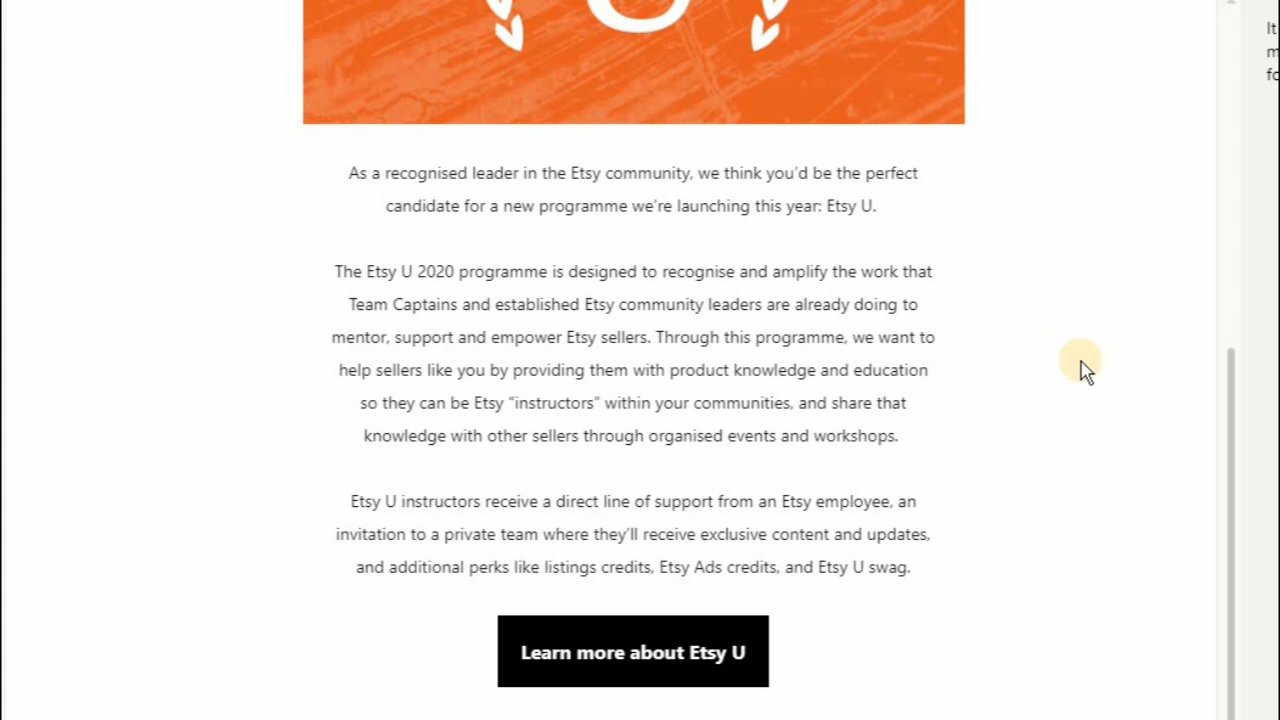 As a recognised leader in the Etsy community, we think you'd be the perfect
candidate for a new programme we're launching this year: Etsy U.
The Etsy U 2020 programme is designed to recognise and amplify the work that
Team Captains and established Etsy community leaders are already doing to
mentor, support and empower Etsy sellers. Through this programme, we want to
help sellers like you by providing them with product knowledge and education
so they can be Etsy “instructors” within your communities, and share that
knowledge with other sellers through organised events and workshops.
Etsy U instructors receive a direct line of support from an Etsy employee, an
invitation to a private team where they’ll receive exclusive content and updates,
and additional perks like listings credits, Etsy Ads credits, and Etsy U swag.
Learn more about Etsy U
It